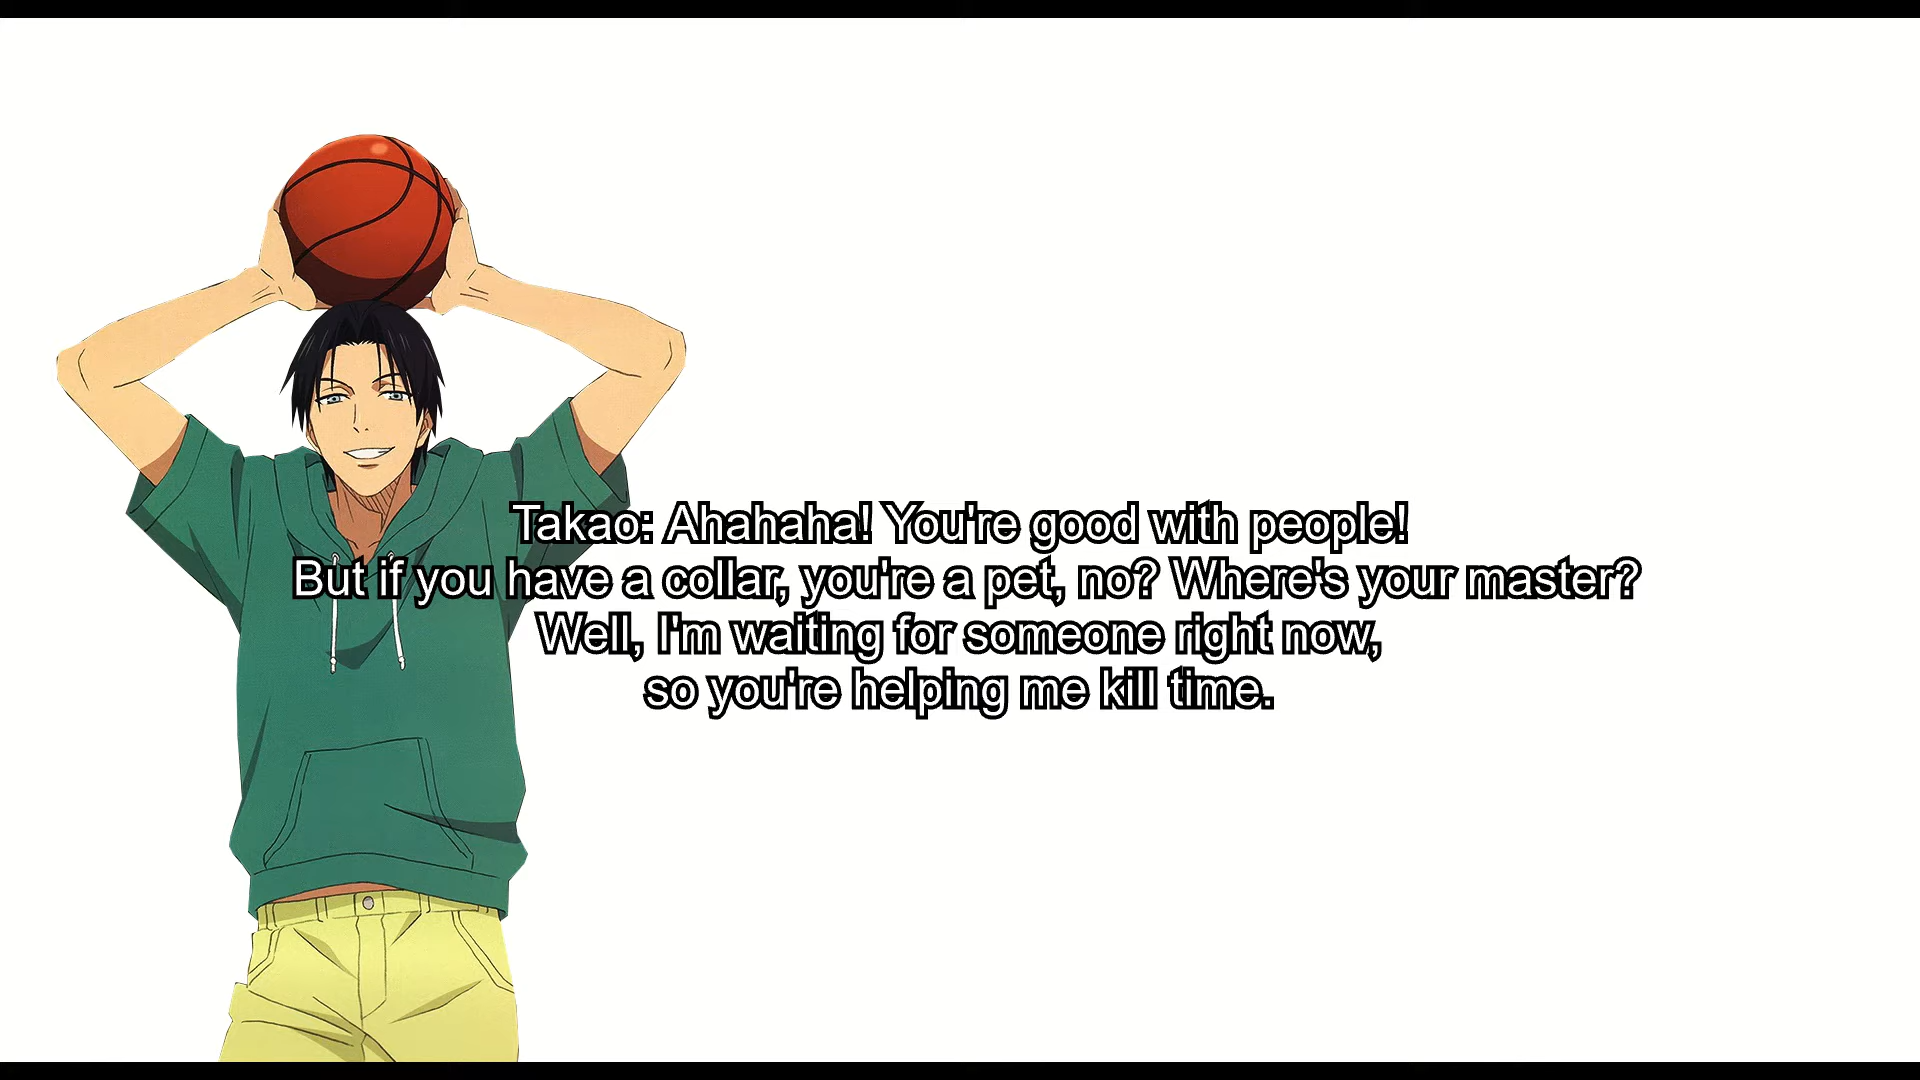 Takao: Ahahaha! You're good with people!
But if you have a collar, you're a pet, no? Where's your master?
Well, I'm waiting for someone right now,
so you're helping me kill time.